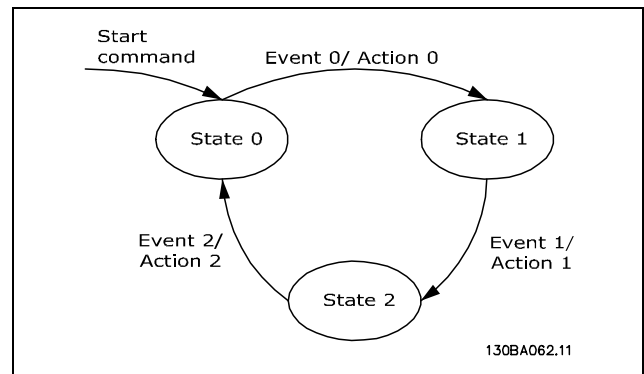 Start
command
Event 0/ Action 0
State 0
State 1
Event 2/
Action 2
Event 1/
Action 1
State 2
130BA062.11